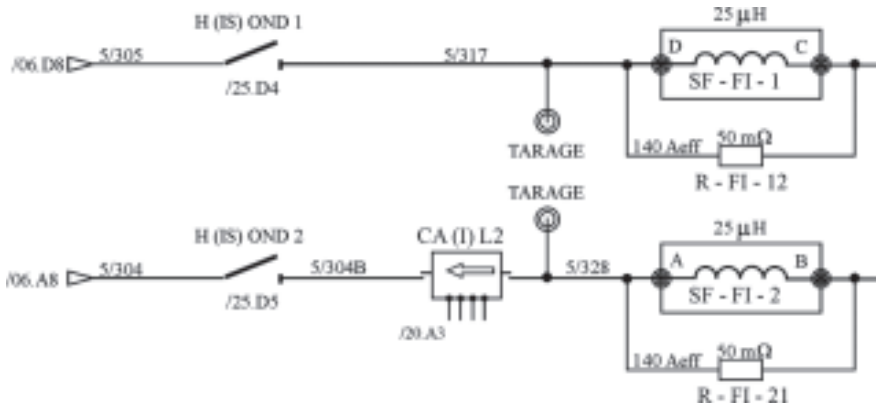 25 µH
H (IS) OND 1
D C
/06.D8 5/305 5/317
SF - FI - 1
/25.D4
140 Aeff 50 mΩ
TARAGE
R - FI - 12
TARAGE
25 µH
H (IS) OND 2 CA (I) L2
A B
/06.A8 5/304 5/304B 5/328
SF - FI - 2
/25.D5
/20.A3
140 Aeff 50 mΩ
R - FI - 21